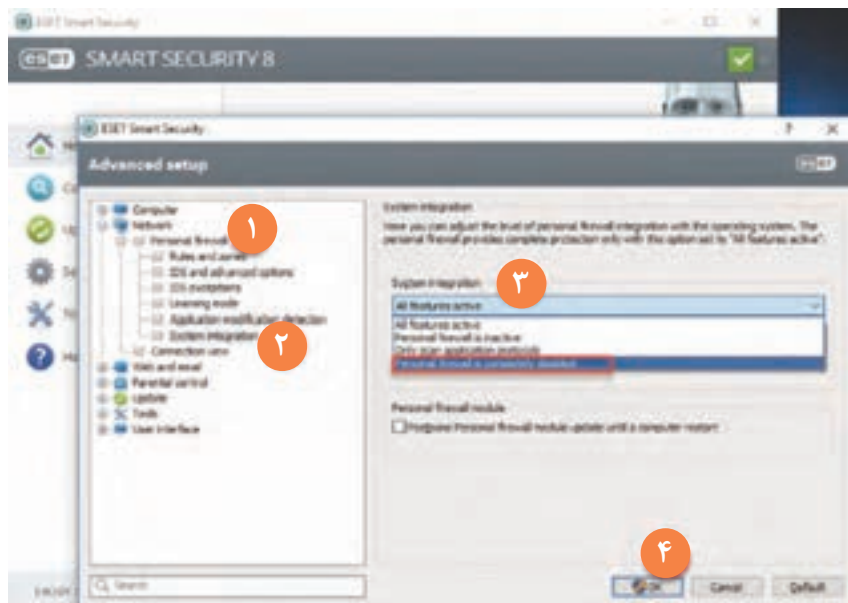 ESET Smart Security
eset SMART SECURITY 8
ESET Smart Security
Advanced setup
eset
Computer
Network
۱
Personal firewall
Rules and zones
IDS and advanced options
IDS exceptions
Learning mode
Application modification detection
System integration
۲
Connection view
Web and email
Parental control
Update
Tools
User interface
System integration
Here you can adjust the level of personal firewall integration with the operating system. The
personal firewall provides complete protection only with the option set to "All features active".
System integration
۳
All features active
All features active
Personal firewall is inactive
Only scan application protocols
Personal firewall is completely disabled
Personal firewall module
Postpone Personal firewall module update until a computer restart
۴
Search
OK
Cancel
Default